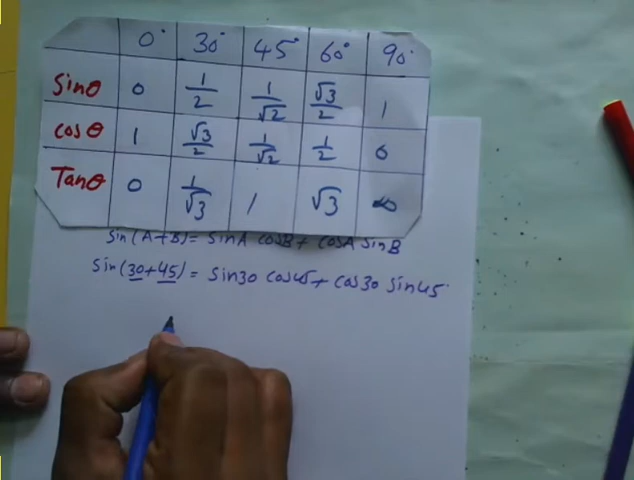 0° 30° 45° 60° 90°
Sinθ 0 1/2 1/√2 √3/2 1
cosθ 1 √3/2 1/√2 1/2 0
Tanθ 0 1/√3 1 √3 ∞
sin(A+B)= sinA cosB+ cosA sinB
sin(30+45)= sin30 cos45+ cos30 sin45